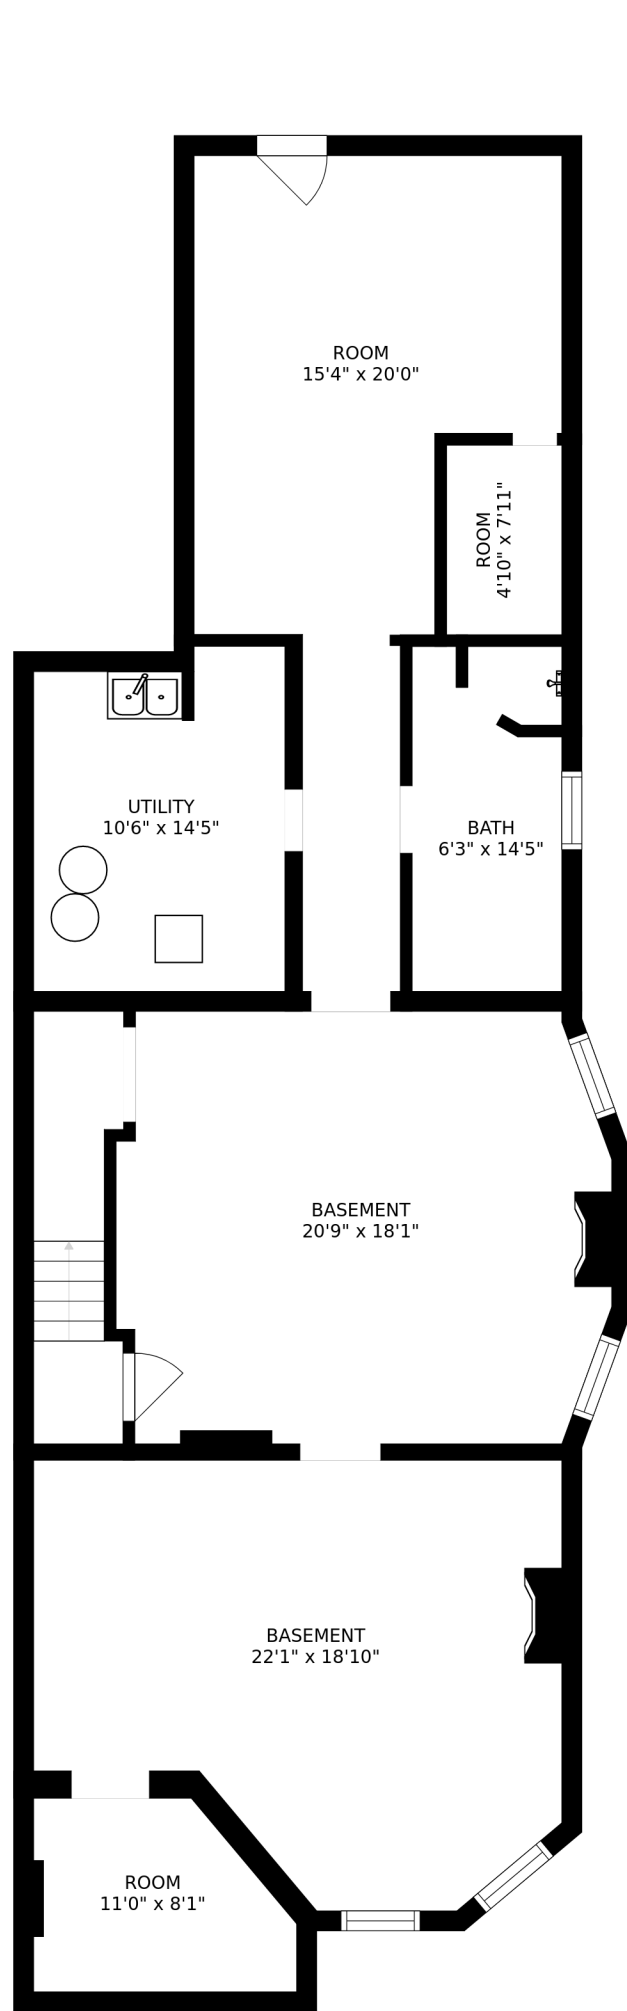 ROOM
15'4" x 20'0"
ROOM
4'10" x 7'11"
UTILITY
10'6" x 14'5"
BATH
6'3" x 14'5"
BASEMENT
20'9" x 18'1"
BASEMENT
22'1" x 18'10"
ROOM
11'0" x 8'1"